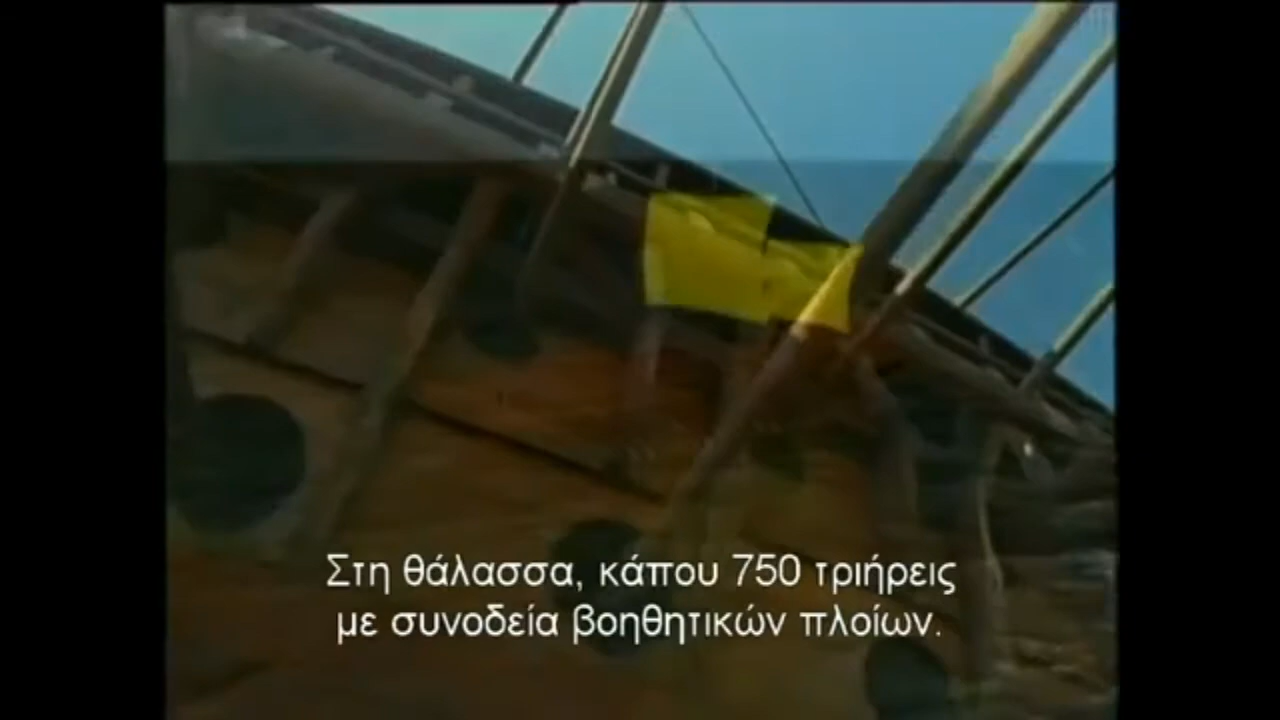 Στη θάλασσα, κάπου 750 τριήρεις
με συνοδεία βοηθητικών πλοίων.